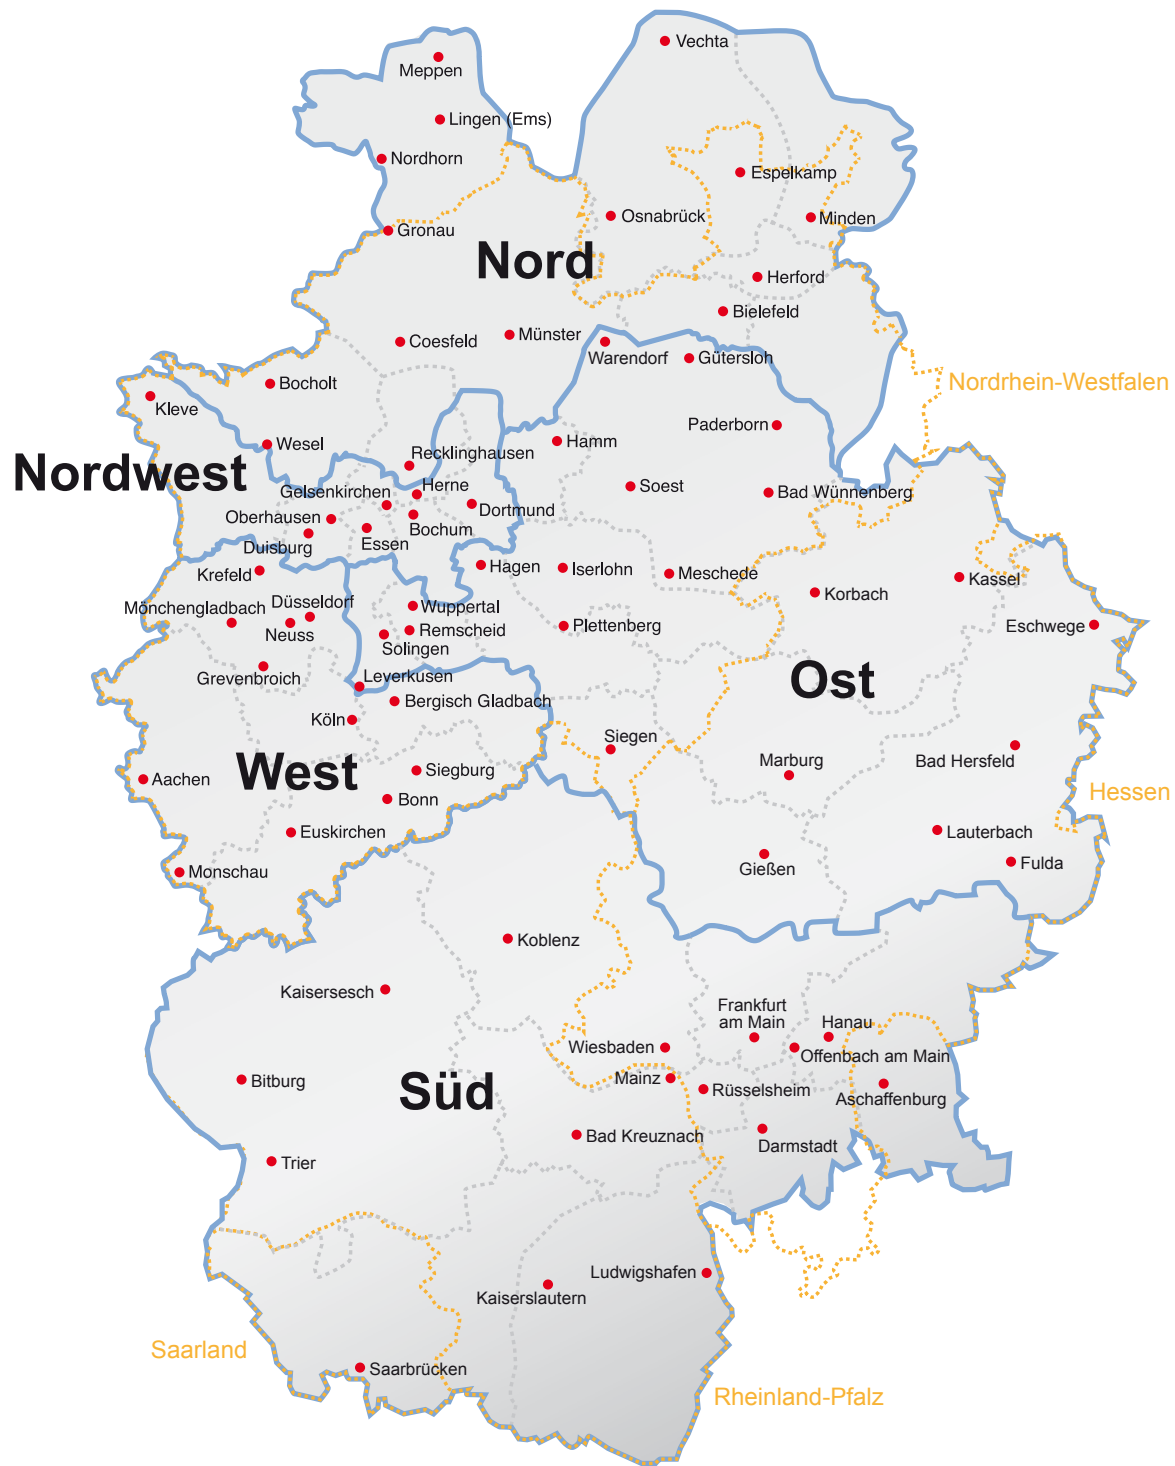 Vechta
Meppen
Lingen (Ems)
Nordhorn
Espelkamp
Osnabrück
Minden
Gronau
Nord
Herford
Bielefeld
Münster
Coesfeld
Warendorf
Gütersloh
Nordrhein-Westfalen
Bocholt
Kleve
Paderborn
Wesel
Hamm
Recklinghausen
Nordwest
Gelsenkirchen
Herne
Soest
Bad Wünnenberg
Oberhausen
Dortmund
Bochum
Essen
Duisburg
Hagen
Iserlohn
Meschede
Krefeld
Kassel
Korbach
Düsseldorf
Mönchengladbach
Wuppertal
Neuss
Remscheid
Plettenberg
Eschwege
Solingen
Grevenbroich
Leverkusen
Ost
Bergisch Gladbach
Köln
Siegen
Marburg
Bad Hersfeld
West
Aachen
Siegburg
Hessen
Bonn
Euskirchen
Lauterbach
Fulda
Gießen
Monschau
Koblenz
Kaisersesch
Frankfurt
am Main
Hanau
Wiesbaden
Offenbach am Main
Mainz
Bitburg
Süd
Rüsselsheim
Aschaffenburg
Bad Kreuznach
Darmstadt
Trier
Ludwigshafen
Kaiserslautern
Saarland
Saarbrücken
Rheinland-Pfalz